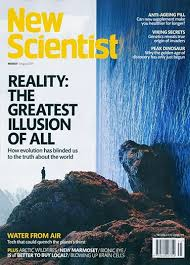 New
Scientist
ANTI-AGEING PILL
Can new supplement make
you healthier for longer?
VIKING SECRETS
Genetics reveals true
origin of invaders
PEAK DINOSAUR
Why the golden age of
discovery has only just begun
WEEKLY
REALITY:
THE
GREATEST
ILLUSION
OF ALL
How evolution has blinded us
to the truth about the world
WATER FROM AIR
Tech that could quench the planet's thirst
PLUS ARCTIC WILDFIRES / NEW MARMOSET / BIONIC EYE /
IS IT BETTER TO BUY LOCAL? / BLOWING UP BRAIN CELLS